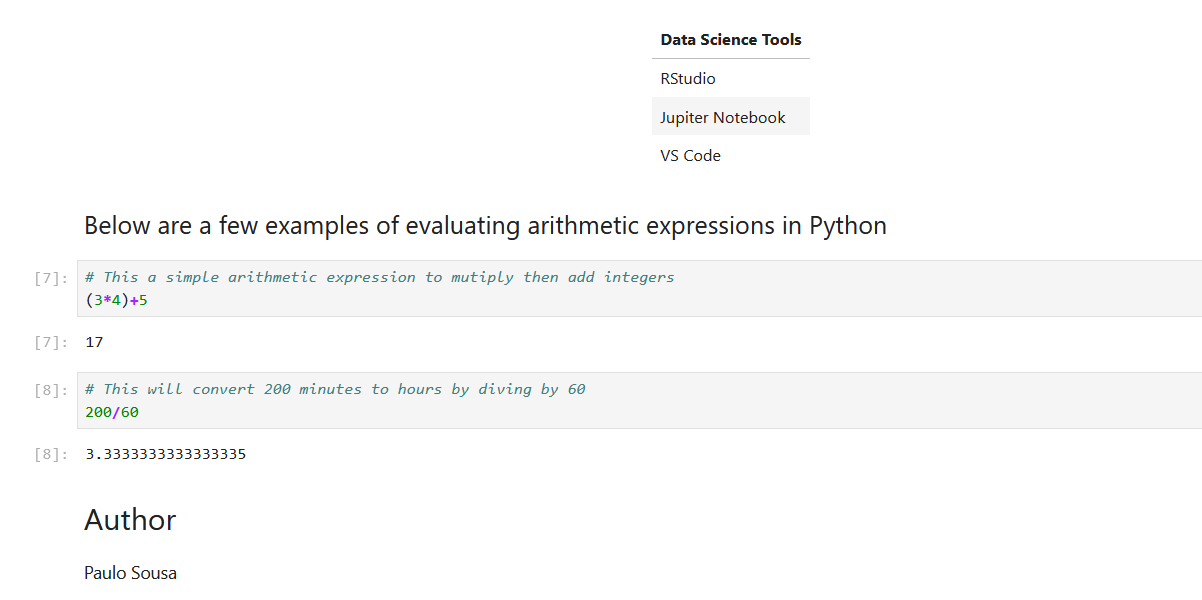 Data Science Tools
RStudio
Jupiter Notebook
VS Code
Below are a few examples of evaluating arithmetic expressions in Python
[7]: # This a simple arithmetic expression to mutiply then add integers
(3*4)+5
[7]: 17
[8]: # This will convert 200 minutes to hours by diving by 60
200/60
[8]: 3.3333333333333335
Author
Paulo Sousa